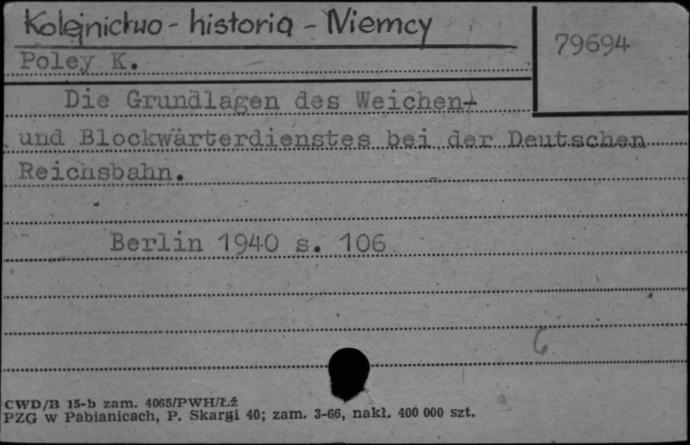 Kolejnictwo - historia - Niemcy
79694
Poley K.
Die Grundlagen des Weichen-
und Blockwärterdienstes bei der Deutschen
Reichsbahn.
Berlin 1940 s. 106
6
CWD/B 15-b zam. 4065/PWH/Łź
PZG w Pabianicach, P. Skargi 40; zam. 3-66, nakł. 400 000 szt.